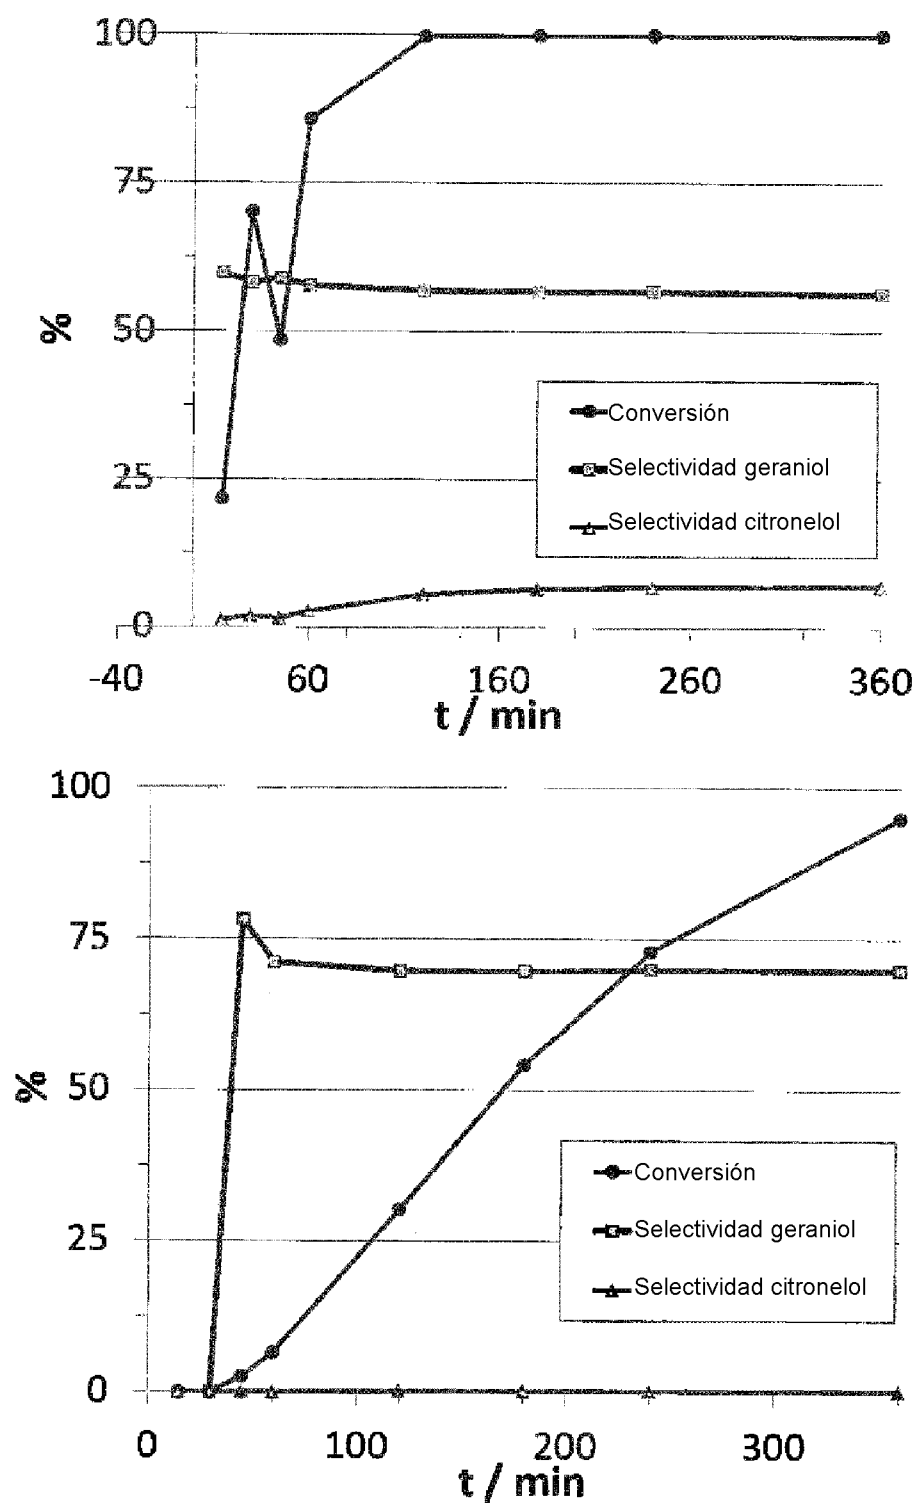 100
75
%
50
Conversión
Selectividad geraniol
25
Selectividad citronelol
0
-40 60 160 260 360
t / min
100
75
%
50
Conversión
Selectividad geraniol
25
Selectividad citronelol
0
0 100 200 300
t / min